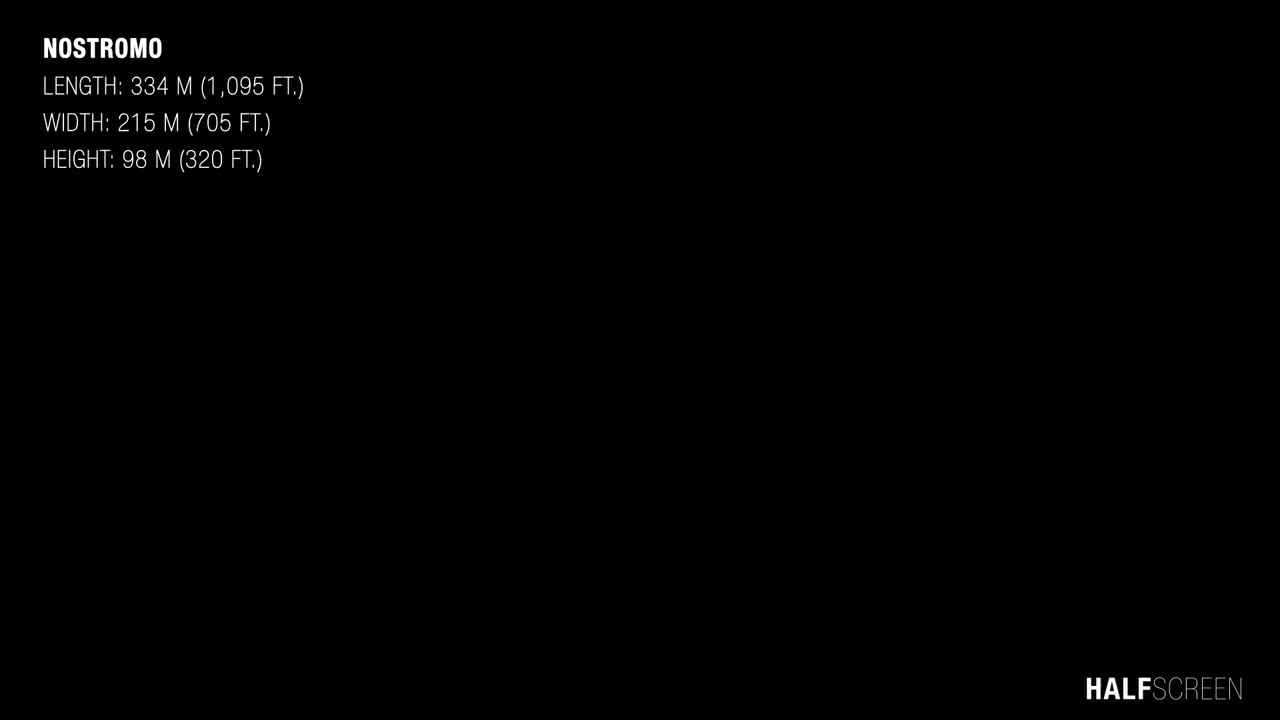 NOSTROMO
LENGTH: 334 M (1,095 FT.)
WIDTH: 215 M (705 FT.)
HEIGHT: 98 M (320 FT.)
HALFSCREEN